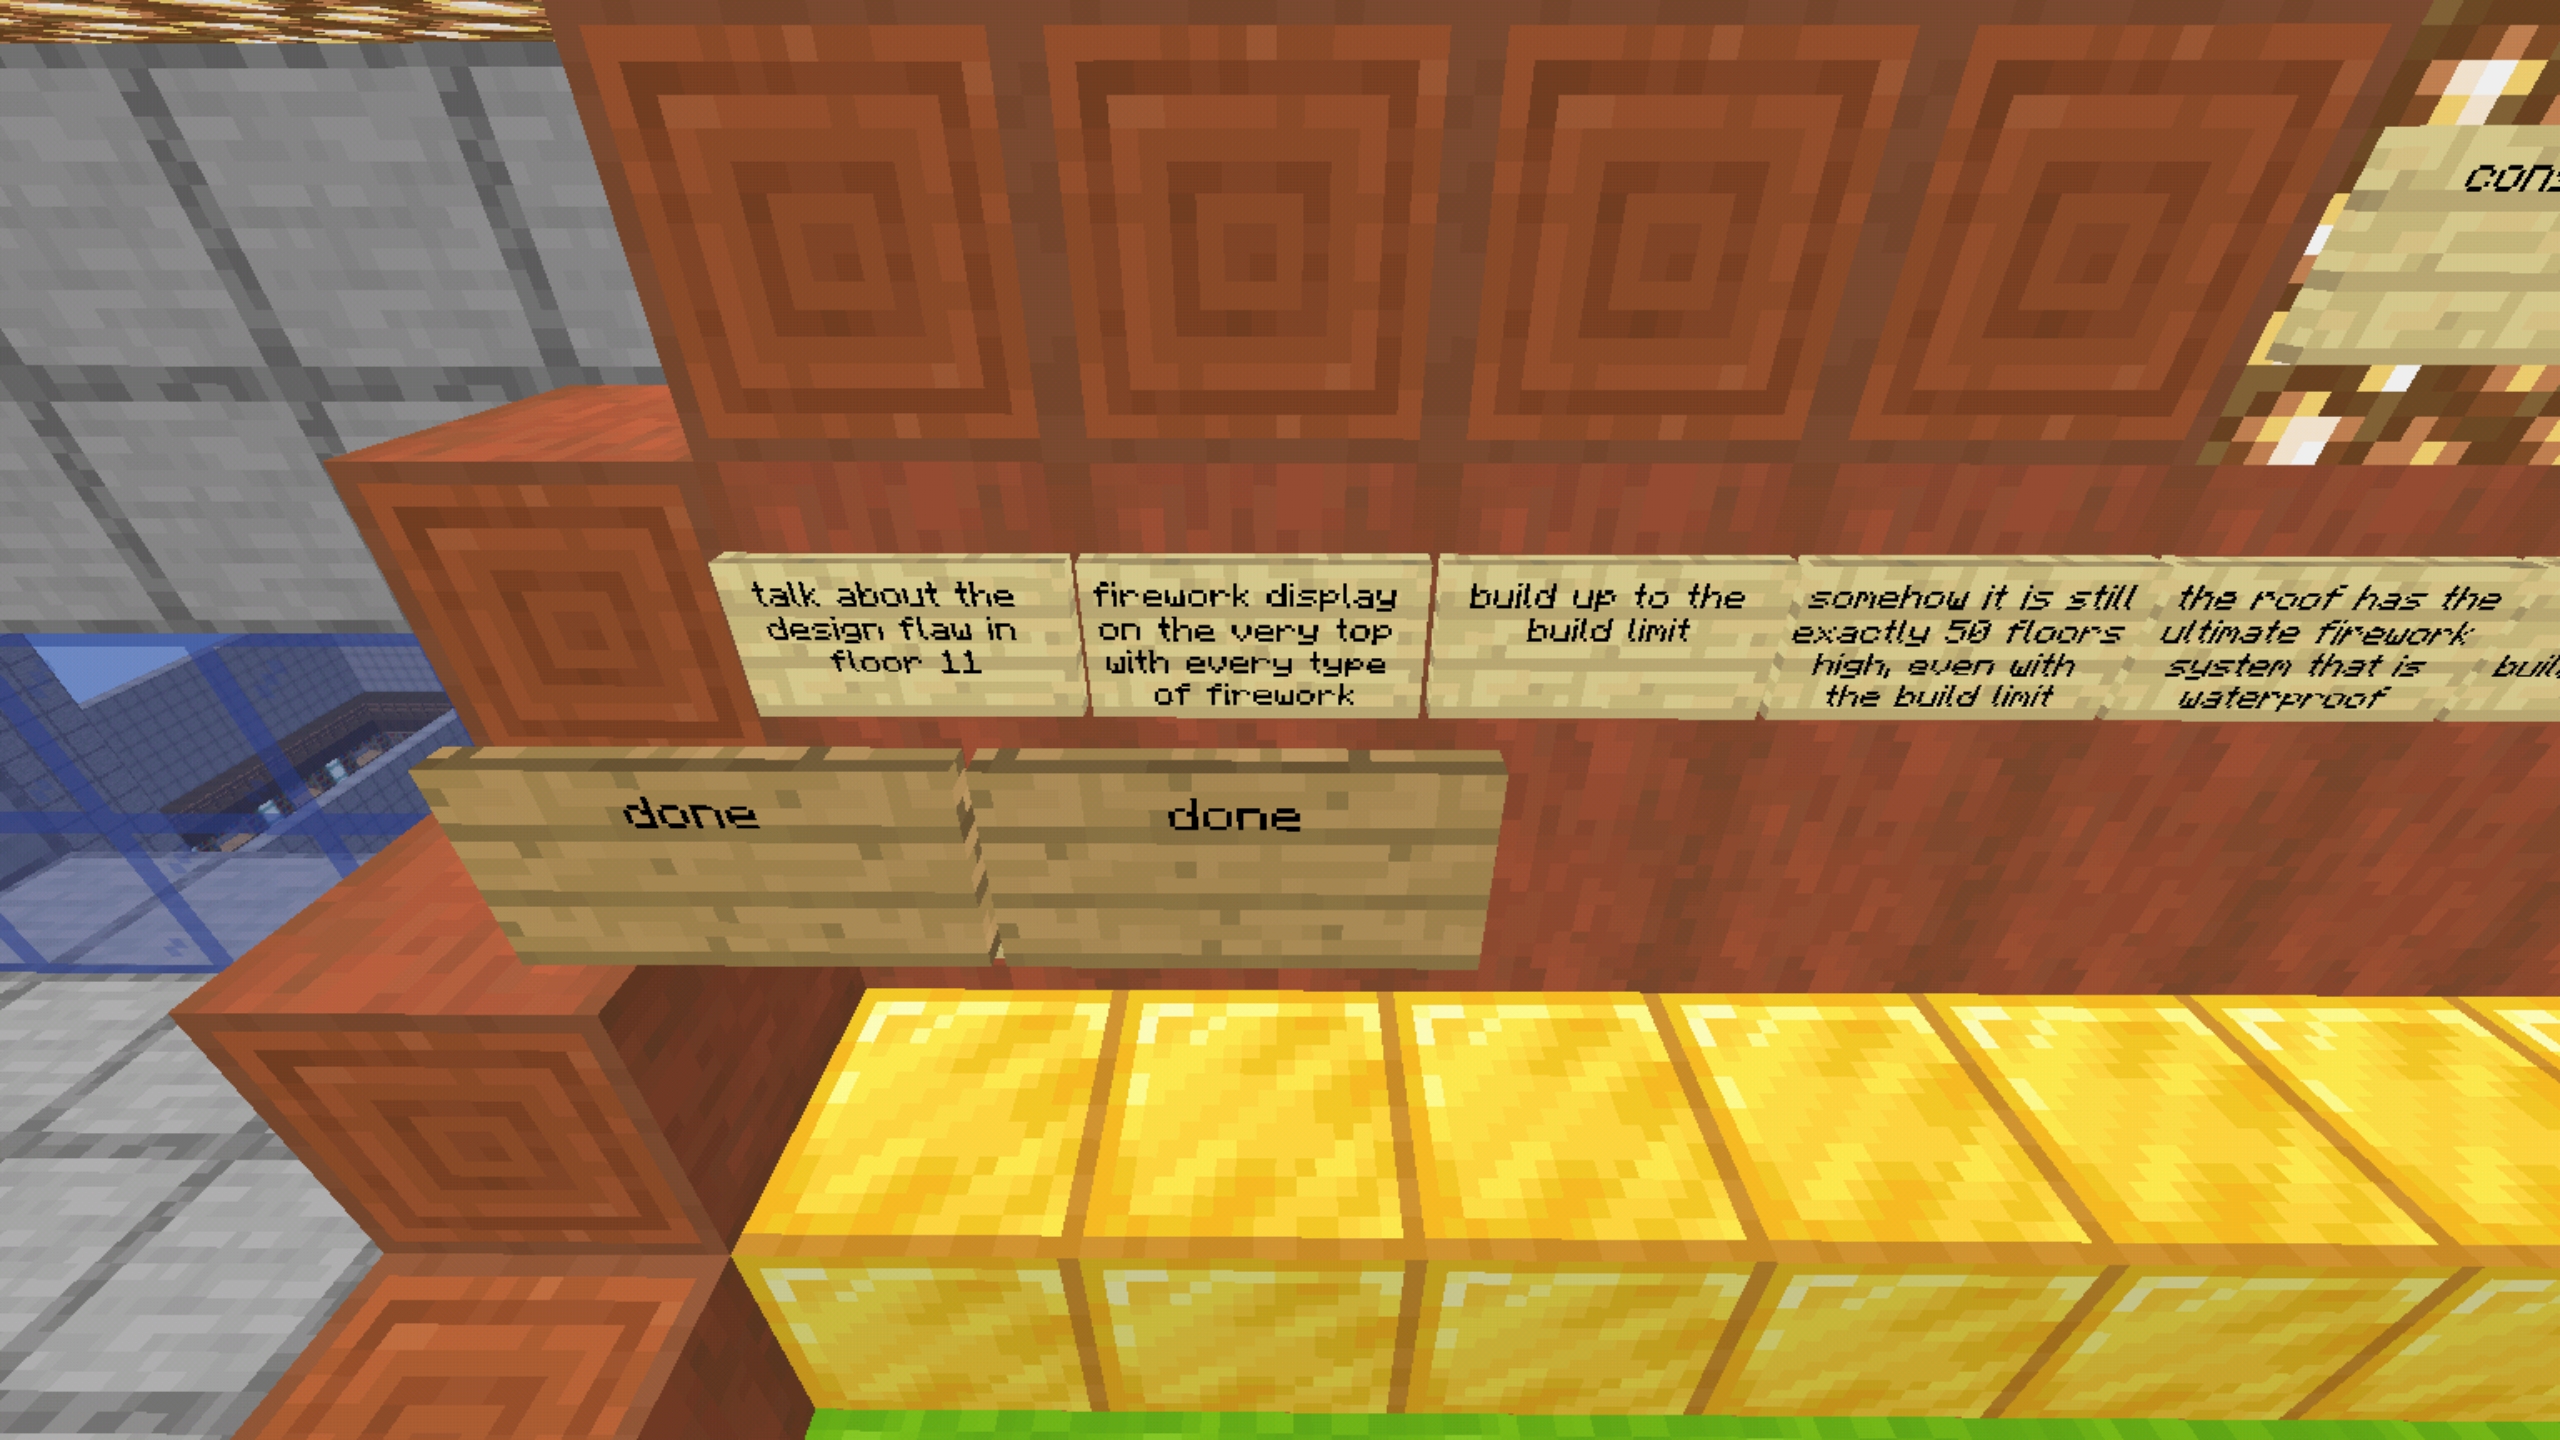 talk about the
design flaw in
floor 11
firework display
on the very top
with every type
of firework
build up to the
build limit
somehow it is still
exactly 50 floors
high, even with
the build limit
the roof has the
ultimate firework
system that is
waterproof
done
done